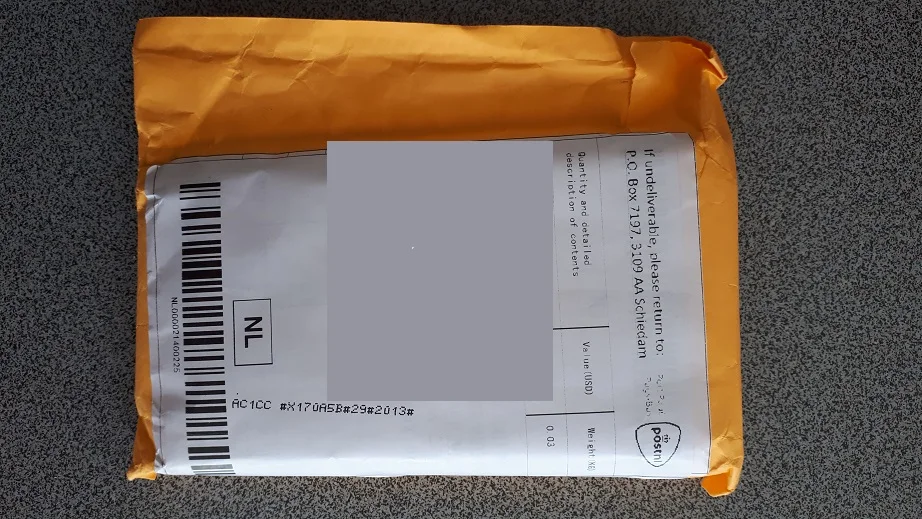 If undeliverable, please return to:
P.O. Box 7197, 3109 AA Schiedam
postnl
Quantity and detailed
description of contents
Value(USD)
Weight(KG)
0.03
NL
NL000021400225
AC1CC #X170A5B#29#2013#